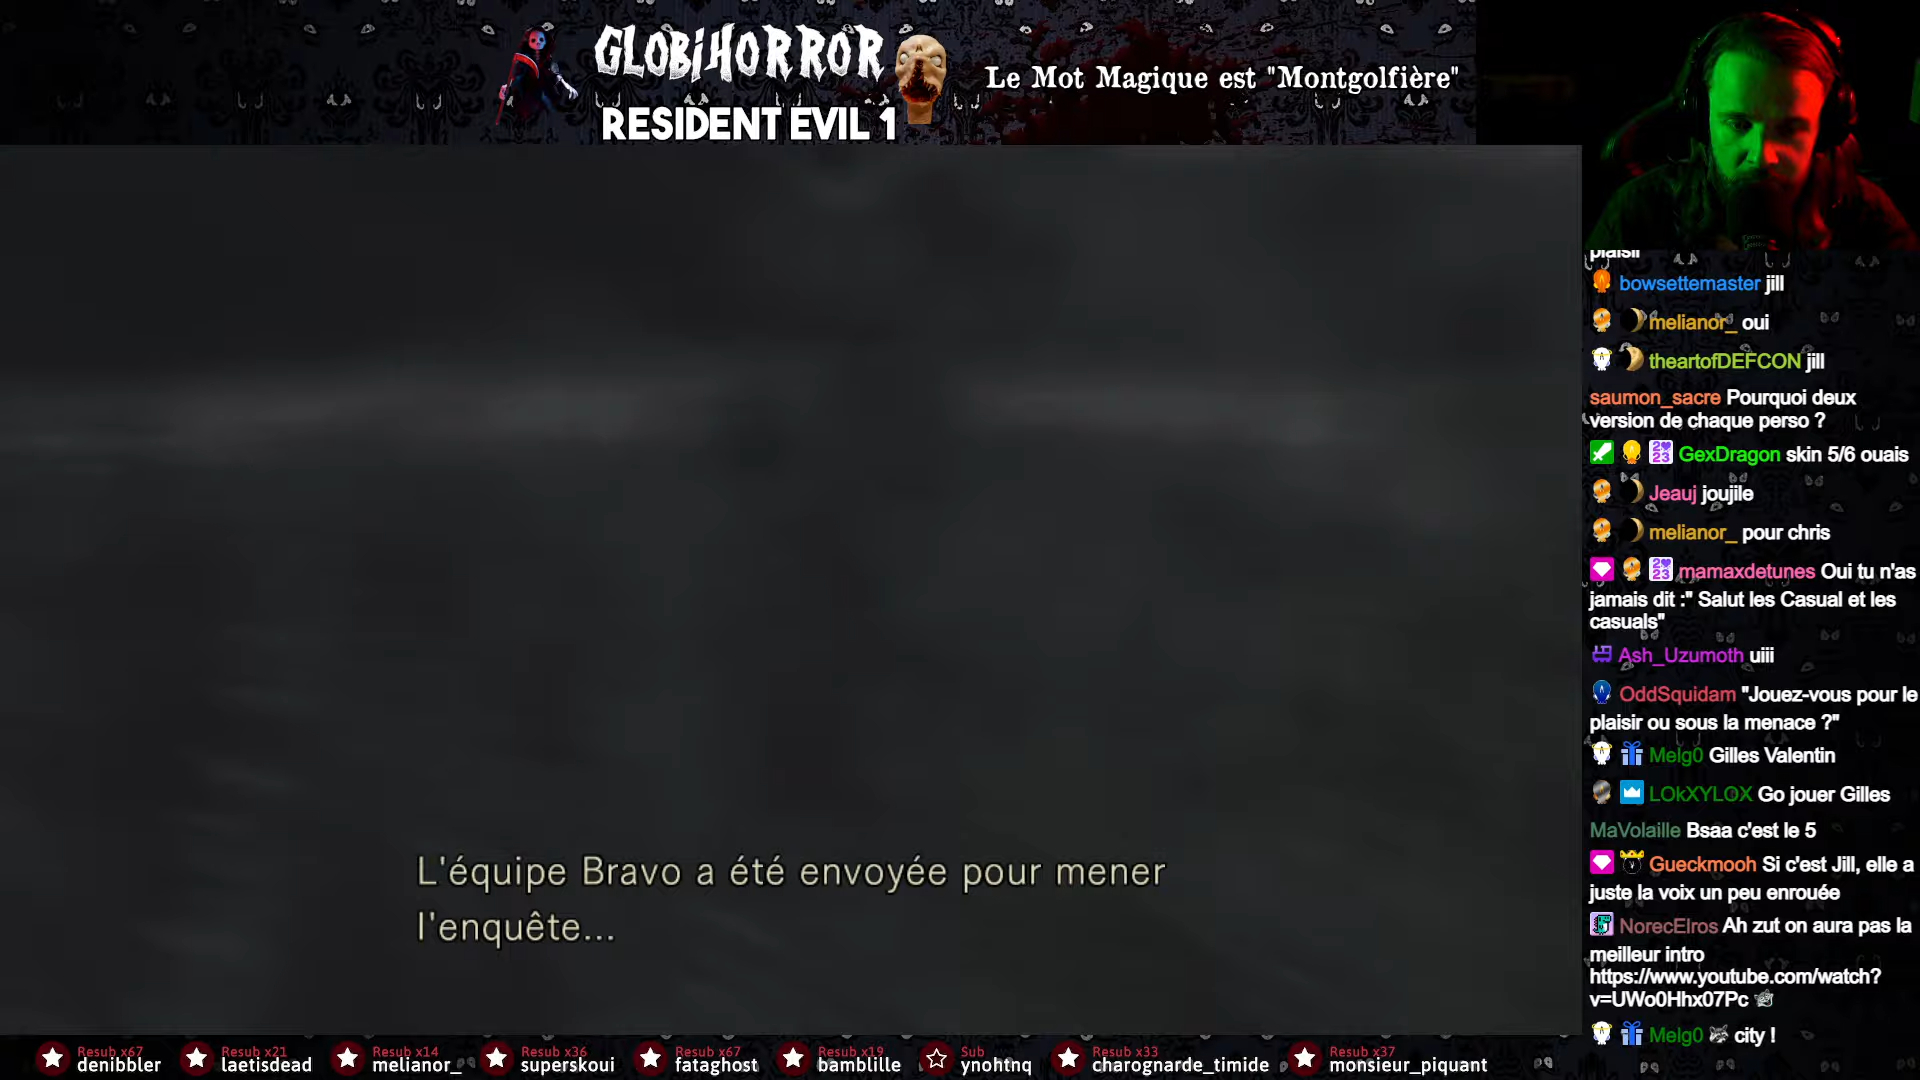 GLOBIHORROR
RESIDENT EVIL 1
Le Mot Magique est "Montgolfière"
L'équipe Bravo a été envoyée pour mener
l'enquête...
plaisir
bowsettemaster jill
melianor_ oui
theartofDEFCON jill
saumon_sacre Pourquoi deux
version de chaque perso ?
GexDragon skin 5/6 ouais
Jeauj joujile
melianor_ pour chris
mamaxdetunes Oui tu n'as
jamais dit :" Salut les Casual et les
casuals"
Ash_Uzumoth uiii
OddSquidam "Jouez-vous pour le
plaisir ou sous la menace ?"
Melg0 Gilles Valentin
LOkXYLOX Go jouer Gilles
MaVolaille Bsaa c'est le 5
Gueckmooh Si c'est Jill, elle a
juste la voix un peu enrouée
NorecElros Ah zut on aura pas la
meilleur intro
https://www.youtube.com/watch?
v=UWo0Hhx07Pc
Melg0 city !
Resub x67
denibbler
Resub x21
laetisdead
Resub x14
melianor_
Resub x36
superskoui
Resub x67
fataghost
Resub x19
bamblille
Sub
ynohtnq
Resub x33
charognarde_timide
Resub x37
monsieur_piquant